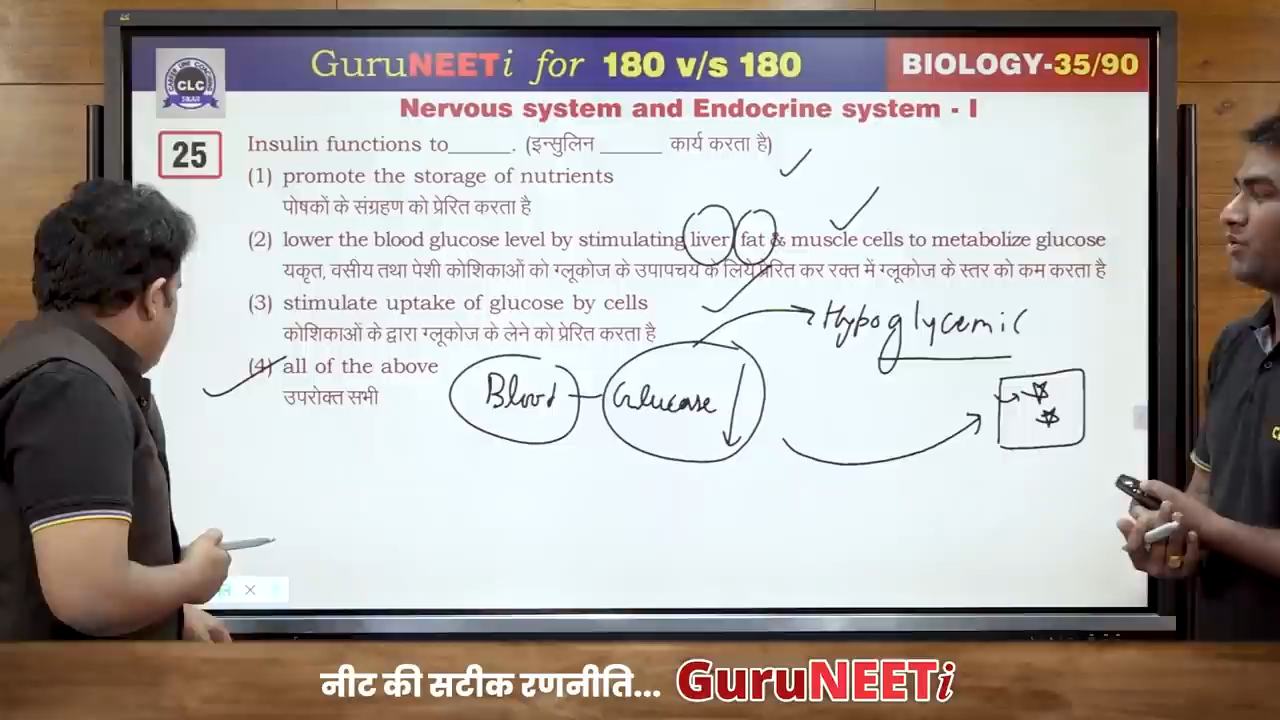 GuruNEETi for 180 v/s 180
BIOLOGY-35/90
CLC
SIKAR
Nervous system and Endocrine system - I
25
Insulin functions to______. (इन्सुलिन ______ कार्य करता है)
(1) promote the storage of nutrients
पोषकों के संग्रहण को प्रेरित करता है
(2) lower the blood glucose level by stimulating liver, fat & muscle cells to metabolize glucose
यकृत, वसीय तथा पेशी कोशिकाओं को ग्लूकोज के उपापचय के लिये प्रेरित कर रक्त में ग्लूकोज के स्तर को कम करता है
(3) stimulate uptake of glucose by cells
कोशिकाओं के द्वारा ग्लूकोज के लेने को प्रेरित करता है
Hypoglycemic
(4) all of the above
उपरोक्त सभी
Blood - Glucose
नीट की सटीक रणनीति... GuruNEETi